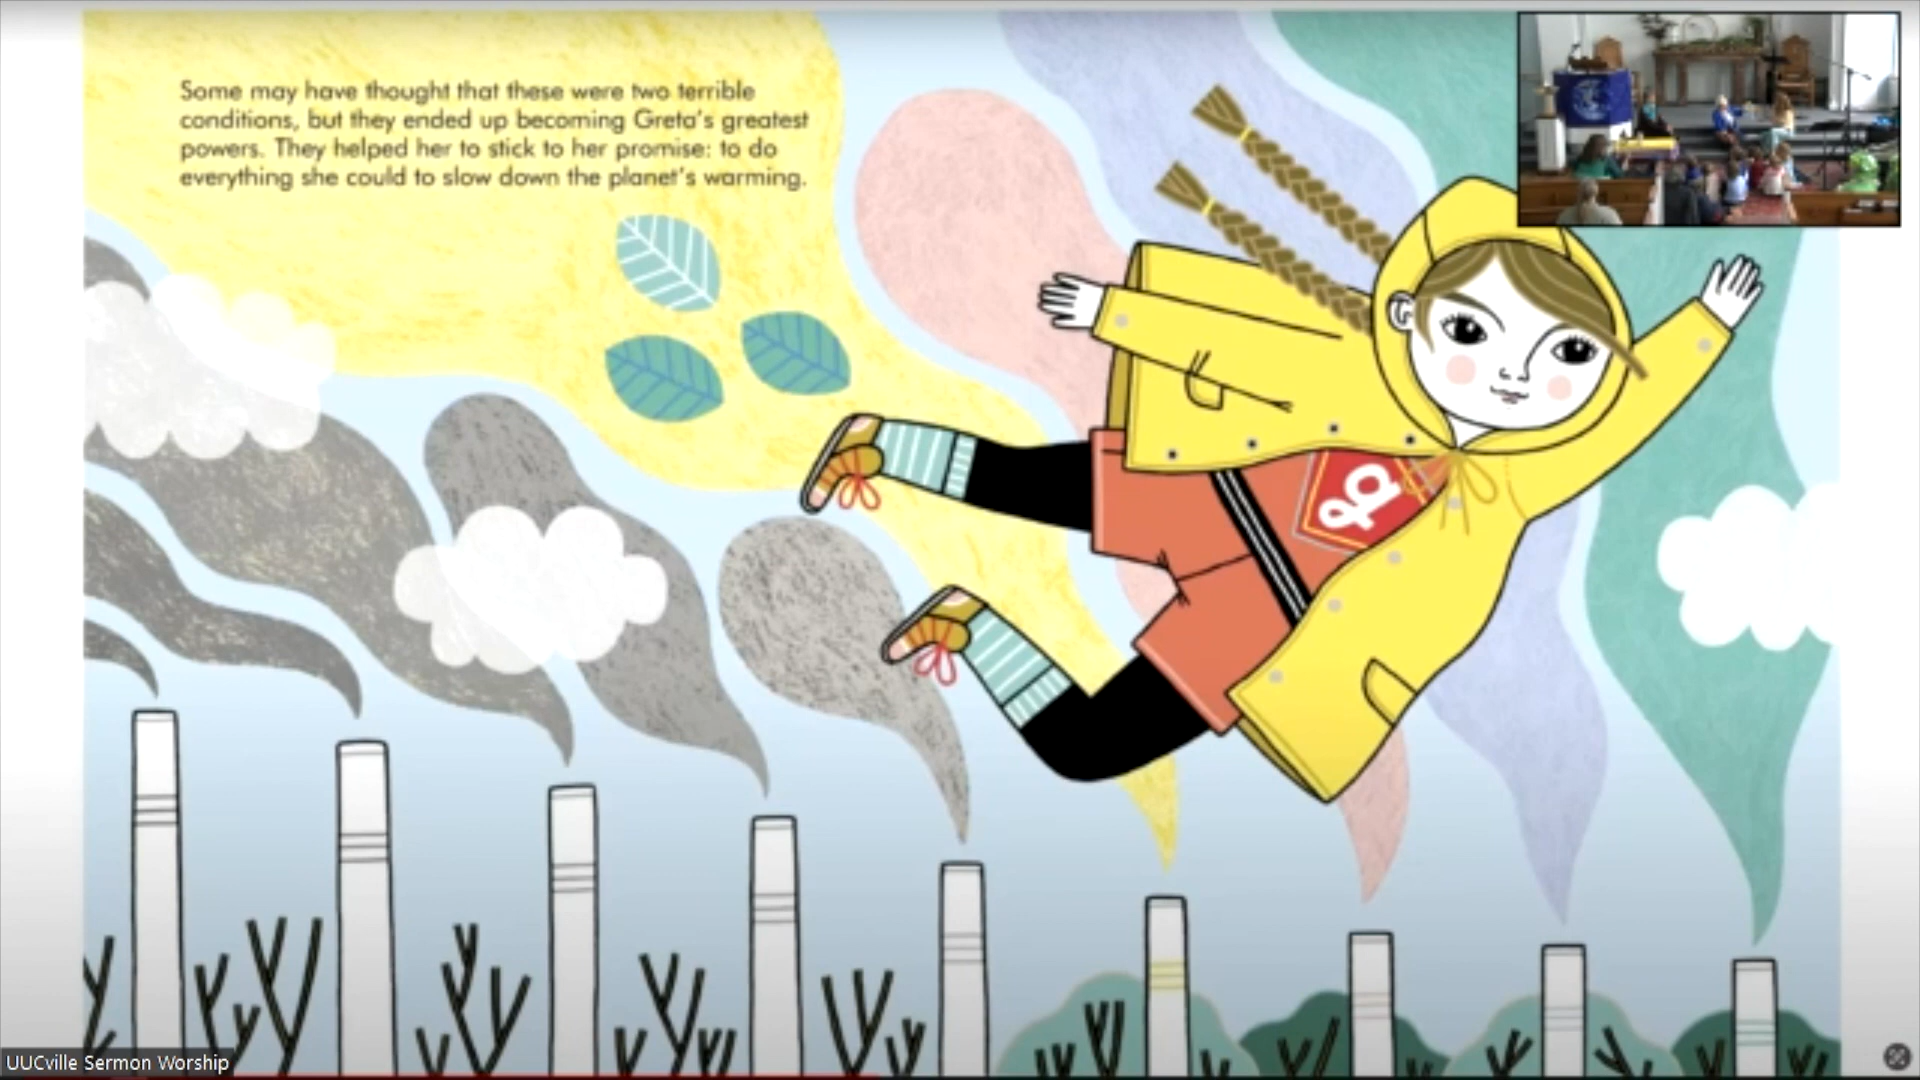 Some may have thought that these were two terrible
conditions, but they ended up becoming Greta's greatest
powers. They helped her to stick to her promise: to do
everything she could to slow down the planet's warming.
g
UUCville Sermon Worship